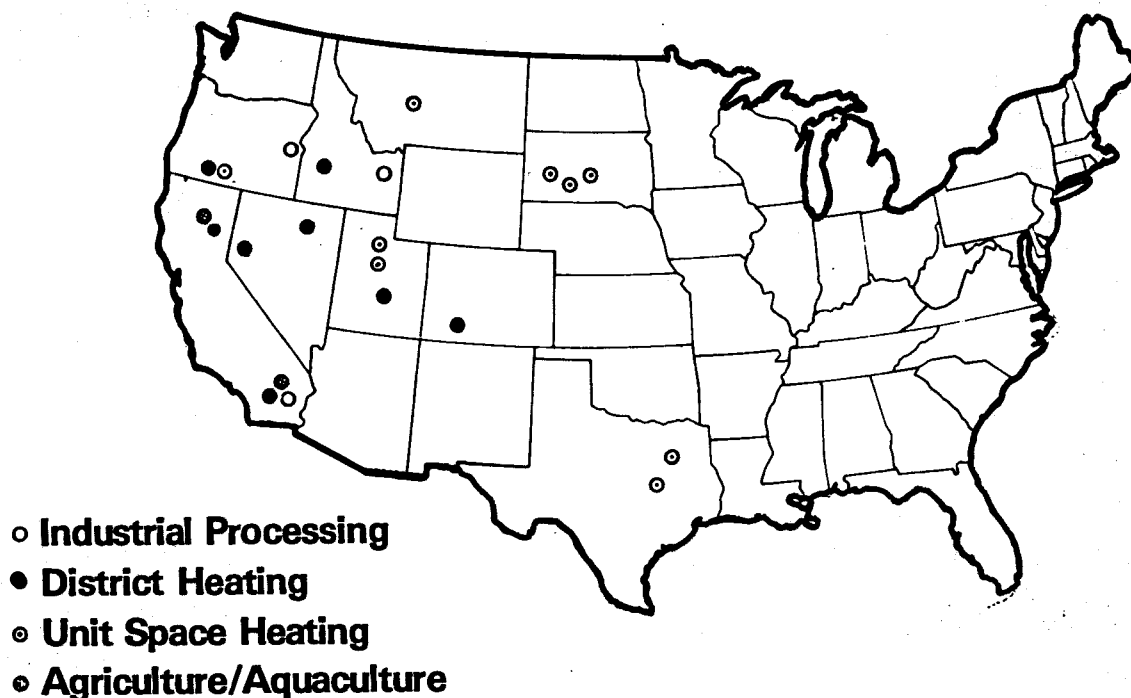 Industrial Processing
District Heating
Unit Space Heating
Agriculture/Aquaculture